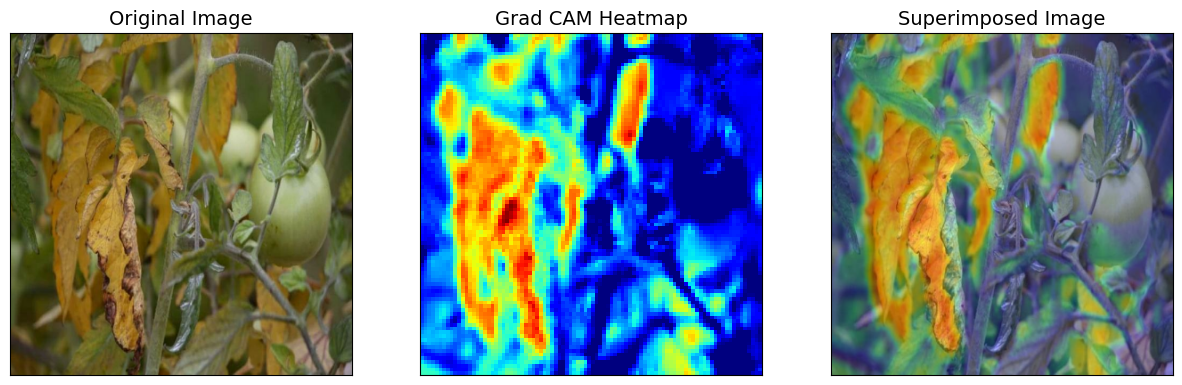 Original Image
Grad CAM Heatmap
Superimposed Image